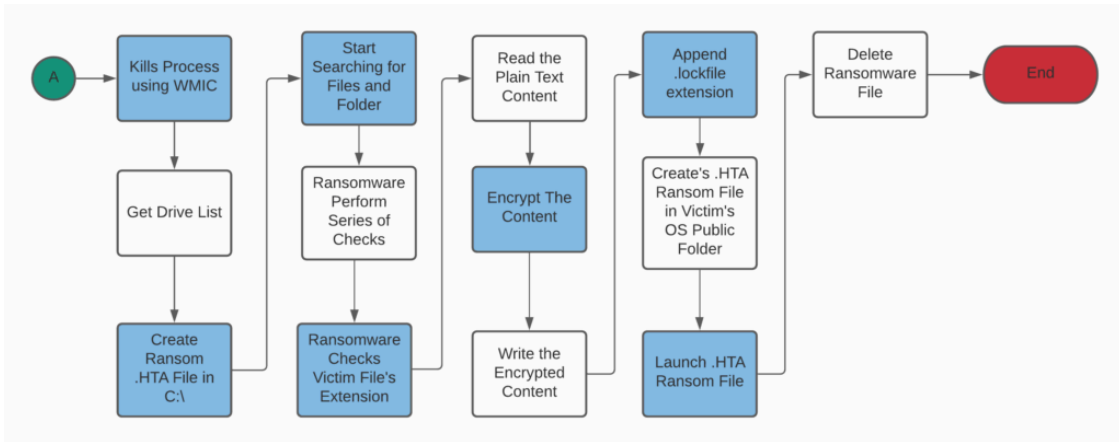 A
Kills Process
using WMIC
Get Drive List
Create
Ransom
.HTA File in
C:\
Start
Searching for
Files and
Folder
Ransomware
Perform
Series of
Checks
Ransomware
Checks
Victim File's
Extension
Read the
Plain Text
Content
Encrypt The
Content
Write the
Encrypted
Content
Append
.lockfile
extension
Create's .HTA
Ransom File
in Victim's
OS Public
Folder
Launch .HTA
Ransom File
Delete
Ransomware
File
End